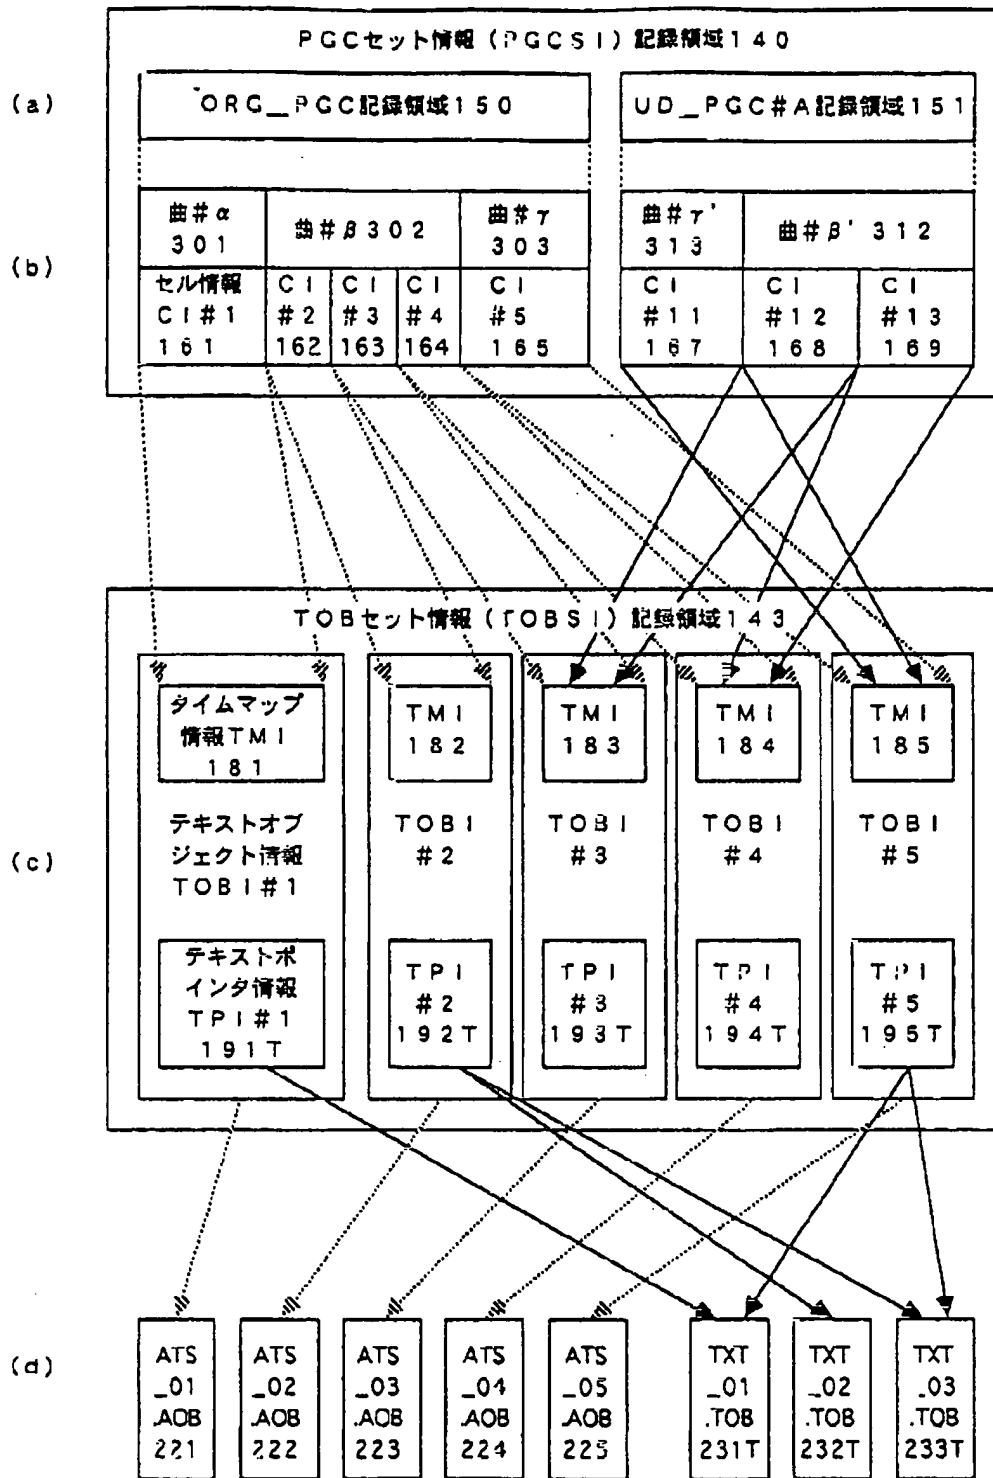 PGCセット情報(PGCSI)記録領域140
(a)
ORG_PGC記録領域150
UD_PGC#A記録領域151
(b)
曲#α
301
曲#β302
曲#γ
303
曲#γ'
313
曲#β'312
セル情報
CI#1
161
CI
#2
162
CI
#3
163
CI
#4
164
CI
#5
165
CI
#11
167
CI
#12
168
CI
#13
169
TOBセット情報(TOBSI)記録領域143
(c)
タイムマップ
情報TMI
181
TMI
182
TMI
183
TMI
184
TMI
185
テキストオブ
ジェクト情報
TOBI#1
TOBI
#2
TOBI
#3
TOBI
#4
TOBI
#5
テキストポ
インタ情報
TPI#1
191T
TPI
#2
192T
TPI
#3
193T
TPI
#4
194T
TPI
#5
195T
(d)
ATS
_01
.AOB
221
ATS
_02
.AOB
222
ATS
_03
.AOB
223
ATS
_04
.AOB
224
ATS
_05
.AOB
225
TXT
_01
.TOB
231T
TXT
_02
.TOB
232T
TXT
_03
.TOB
233T